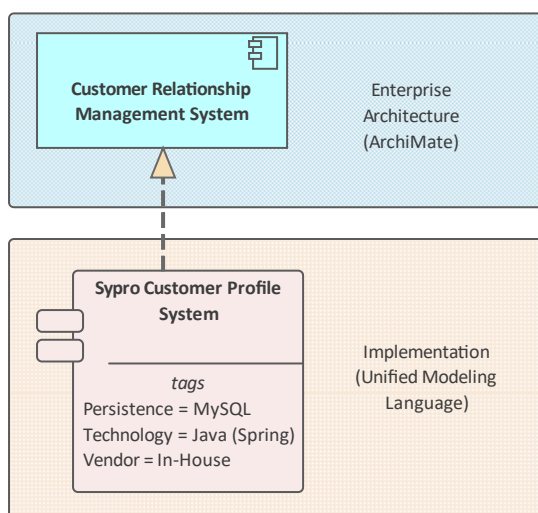 Customer Relationship
Management System
Enterprise
Architecture
(ArchiMate)
Sypro Customer Profile
System
tags
Persistence = MySQL
Technology = Java (Spring)
Vendor = In-House
Implementation
(Unified Modeling
Language)